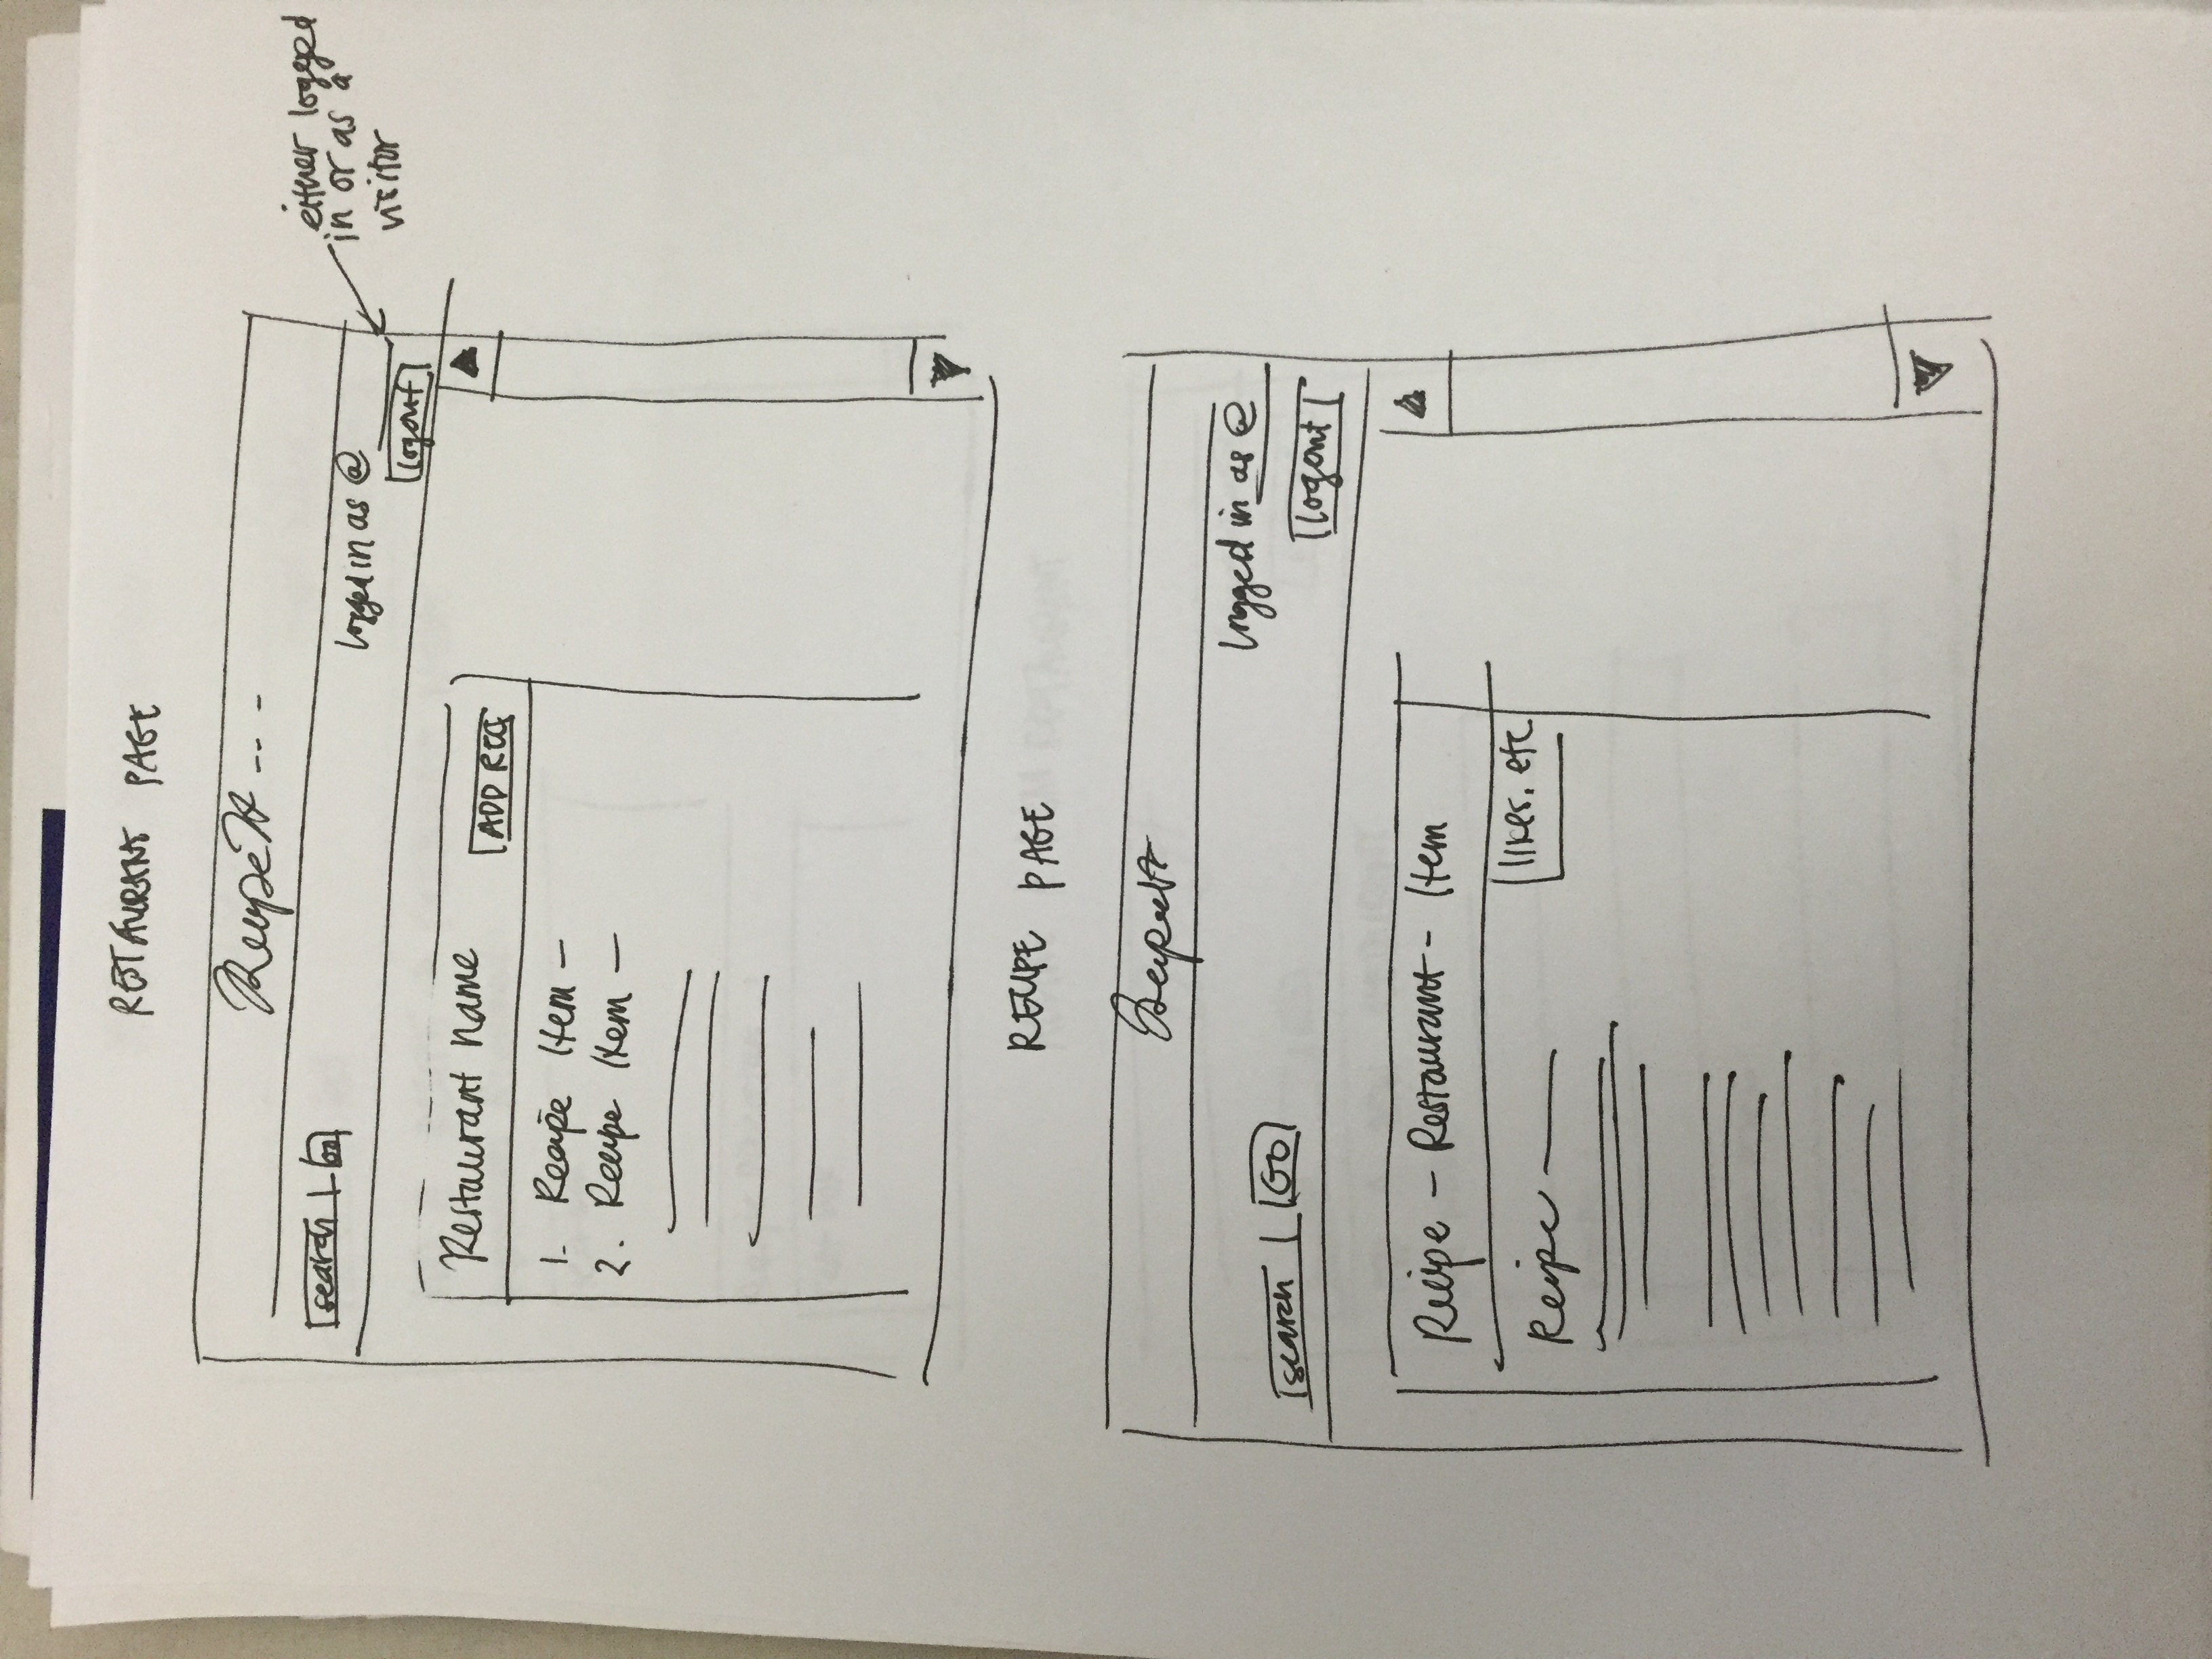 RESTAURANT PAGE
RecipeIt -- -
search GO
logged in as @
either logged
in or as a
visitor
logout
Restaurant name
ADD REC
1. Recipe Item —
2. Recipe Item —
RECIPE PAGE
RecipeIt
logged in as @
search GO
logout
Recipe - Restaurant - Item
likes. etc
Recipe ——